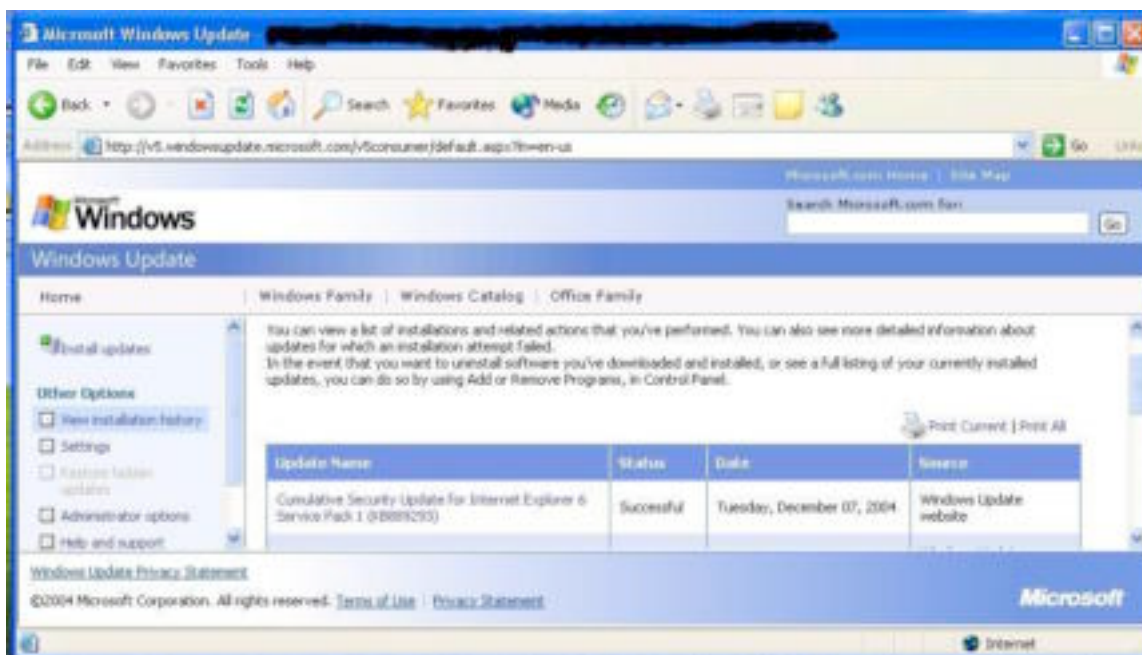 Microsoft Windows Update -
File Edit View Favorites Tools Help
Back Search Favorites Media
Address http://v5.windowsupdate.microsoft.com/v5consumer/default.aspx?ln=en-us Go Links
Microsoft.com Home | Site Map
Microsoft
Windows
Search Microsoft.com for:
Go
Windows Update
Home
Windows Family | Windows Catalog | Office Family
Install updates
Other Options
View installation history
Settings
Restore hidden
updates
Administrator options
Help and support
You can view a list of installations and related actions that you've performed. You can also see more detailed information about
updates for which an installation attempt failed.
In the event that you want to uninstall software you've downloaded and installed, or see a full listing of your currently installed
updates, you can do so by using Add or Remove Programs, in Control Panel.
Print Current | Print All
Update Name Status Date Source
Cumulative Security Update for Internet Explorer 6
Service Pack 1 (KB889293)
Successful
Tuesday, December 07, 2004
Windows Update
website
Windows Update Privacy Statement
©2004 Microsoft Corporation. All rights reserved. Terms of Use | Privacy Statement
Microsoft
Internet